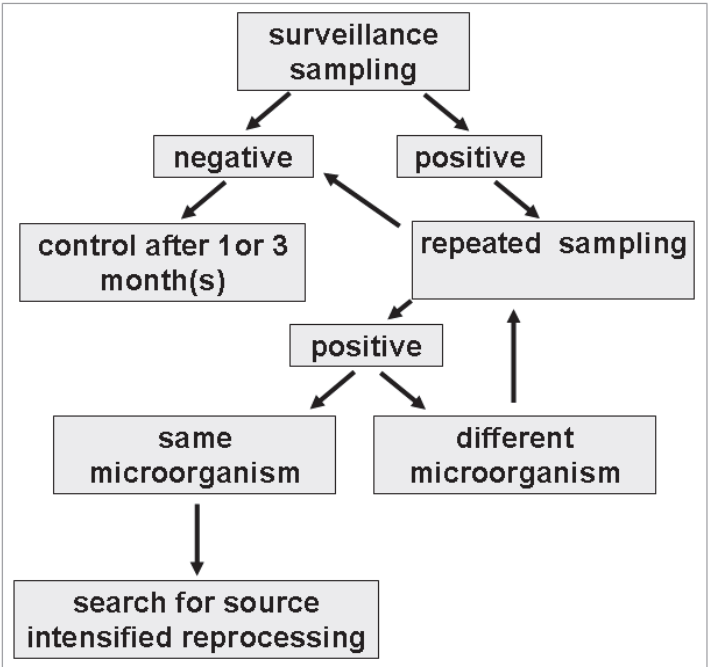 surveillance
sampling
negative
positive
control after 1or 3
month(s)
repeated sampling
positive
same
microorganism
different
microorganism
search for source
intensified reprocessing